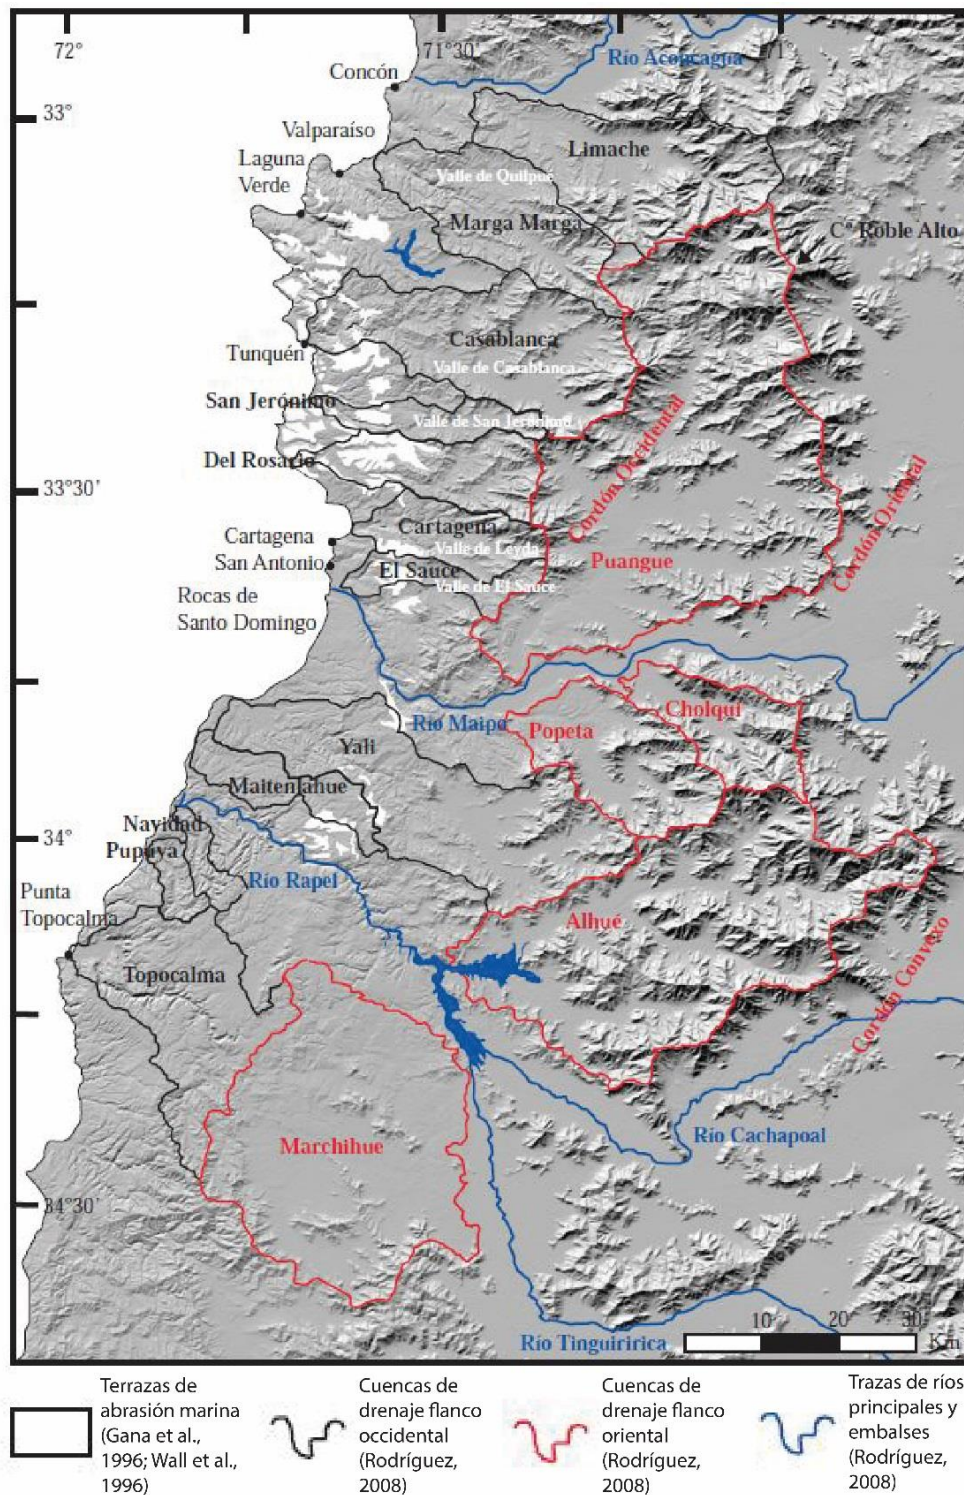 72°
71°30'
71°
Río Aconcagua
Concón
33°
Valparaíso
Limache
Laguna
Verde
Valle de Quilpué
Marga Marga
Cº Roble Alto
Casablanca
Tunquén
Valle de Casablanca
San Jerónimo
Valle de San Jerónimo
Cordón Occidental
Del Rosario
33°30'
Cordón Oriental
Cartagena
Cartagena
San Antonio
Valle de Leyda
Puangue
El Sauce
Valle de El Sauce
Rocas de
Santo Domingo
Río Maipo
Cholqui
Popeta
Yali
Maitenlahue
Navidad
34°
Pupuya
Río Rapel
Punta
Topocalma
Alhué
Topocalma
Cordón Convexo
Río Cachapoal
Marchihue
34°30'
Río Tinguiririca
10 20 30
Km
Terrazas de
abrasión marina
(Gana et al.,
1996; Wall et al.,
1996)
Cuencas de
drenaje flanco
occidental
(Rodríguez,
2008)
Cuencas de
drenaje flanco
oriental
(Rodríguez,
2008)
Trazas de ríos
principales y
embalses
(Rodríguez,
2008)